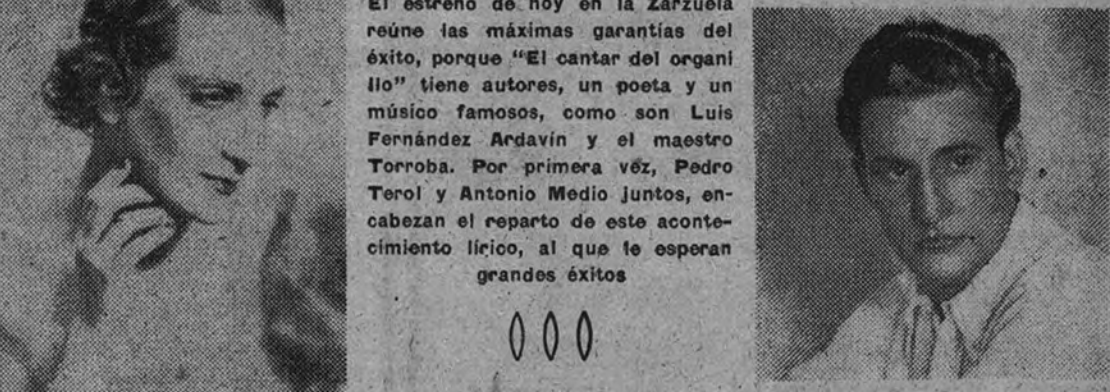 El estreno de hoy en la Zarzuela
reúne las máximas garantías del
éxito, porque "El cantar del organi
llo" tiene autores, un poeta y un
músico famosos, como son Luis
Fernández Ardavín y el maestro
Torroba. Por primera vez, Pedro
Terol y Antonio Medio juntos, en-
cabezan el reparto de este aconte-
cimiento lírico, al que le esperan
grandes éxitos